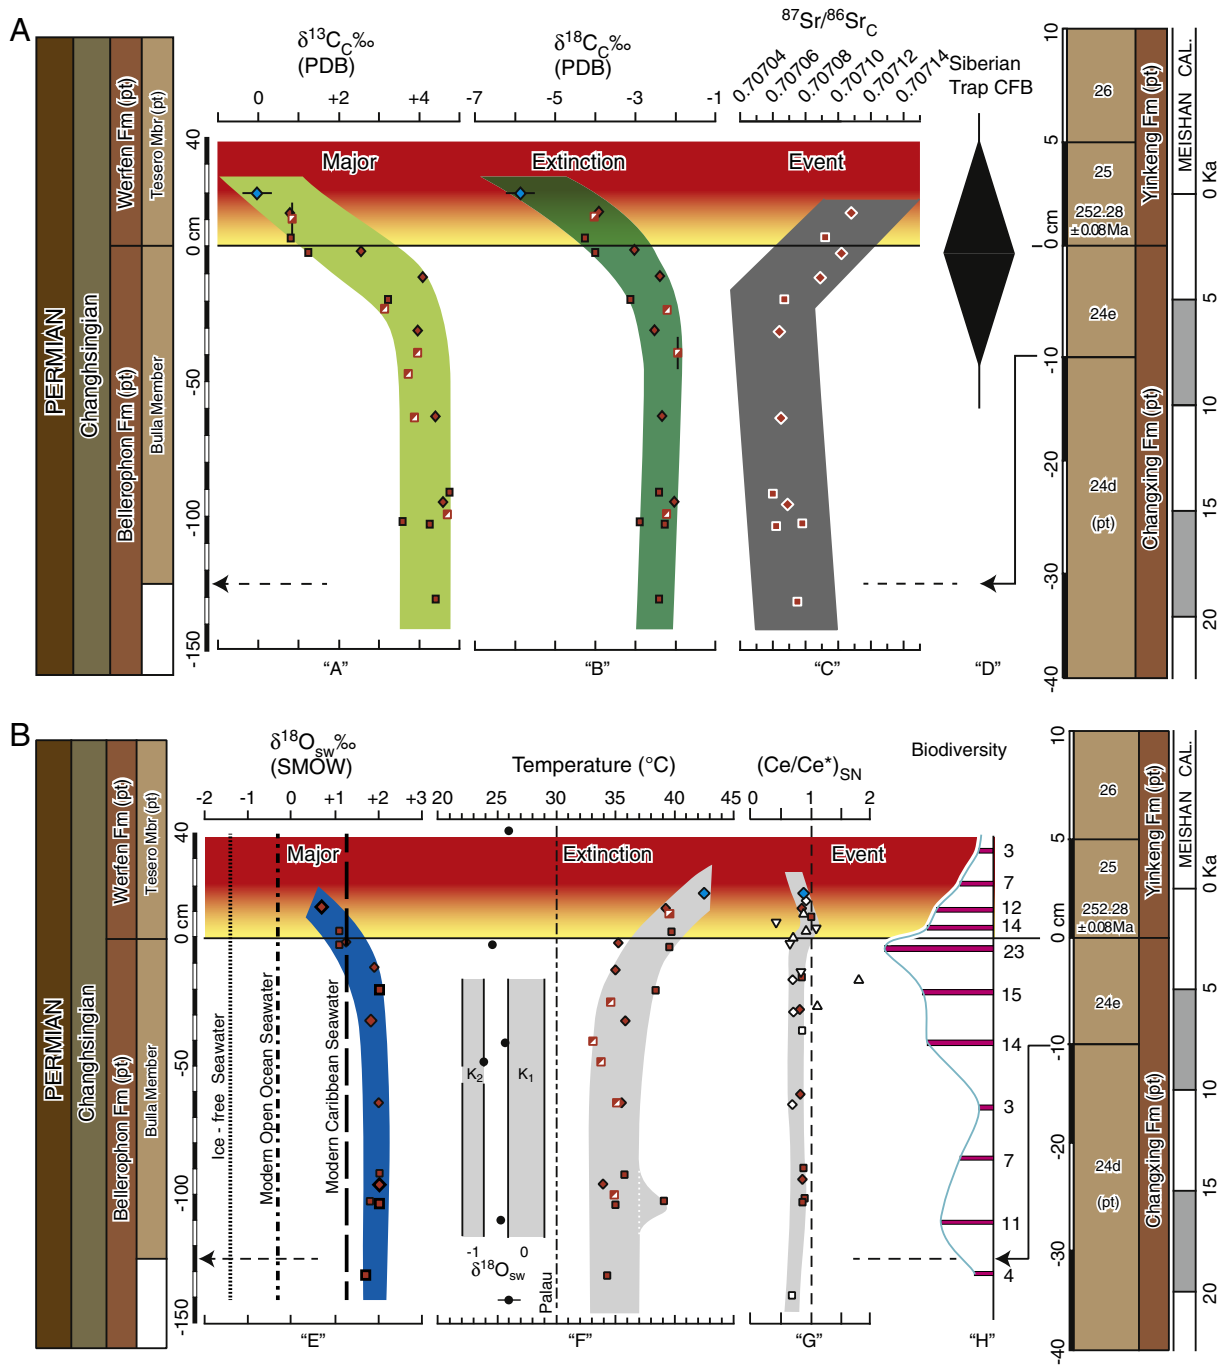 A
PERMIAN
Changhsingian
Bellerophon Fm (pt)
Werfen Fm (pt)
Bulla Member
Tesero Mbr (pt)
δ13CC‰
(PDB)
0 +2 +4
δ18OC‰
(PDB)
-7 -5 -3 -1
87Sr/86SrC
0.70704 0.70706 0.70708 0.70710 0.70712 0.70714
Siberian
Trap CFB
40
0 cm
-50
-100
-150
Major Extinction Event
"A" "B" "C" "D"
10
5
0 cm
-5
-10
-20
-30
-40
26
25
252.28
±0.08Ma
24e
24d
(pt)
Yinkeng Fm (pt)
Changxing Fm (pt)
MEISHAN CAL.
0 Ka
5
10
15
20
B
PERMIAN
Changhsingian
Bellerophon Fm (pt)
Werfen Fm (pt)
Bulla Member
Tesero Mbr (pt)
δ18Osw‰
(SMOW)
-2 -1 0 +1 +2 +3
Temperature (°C)
20 25 30 35 40 45
(Ce/Ce*)SN
0 1 2
Biodiversity
40
0 cm
-50
-100
-150
Major Extinction Event
Ice - free Seawater
Modern Open Ocean Seawater
Modern Caribbean Seawater
K2 K1
-1 0
δ18Osw
Palau
3
7
12
14
23
15
14
3
7
11
4
"E" "F" "G" "H"
10
5
0 cm
-10
-20
-30
-40
26
25
252.28
±0.08Ma
24e
24d
(pt)
Yinkeng Fm (pt)
Changxing Fm (pt)
MEISHAN CAL.
0 Ka
5
10
15
20